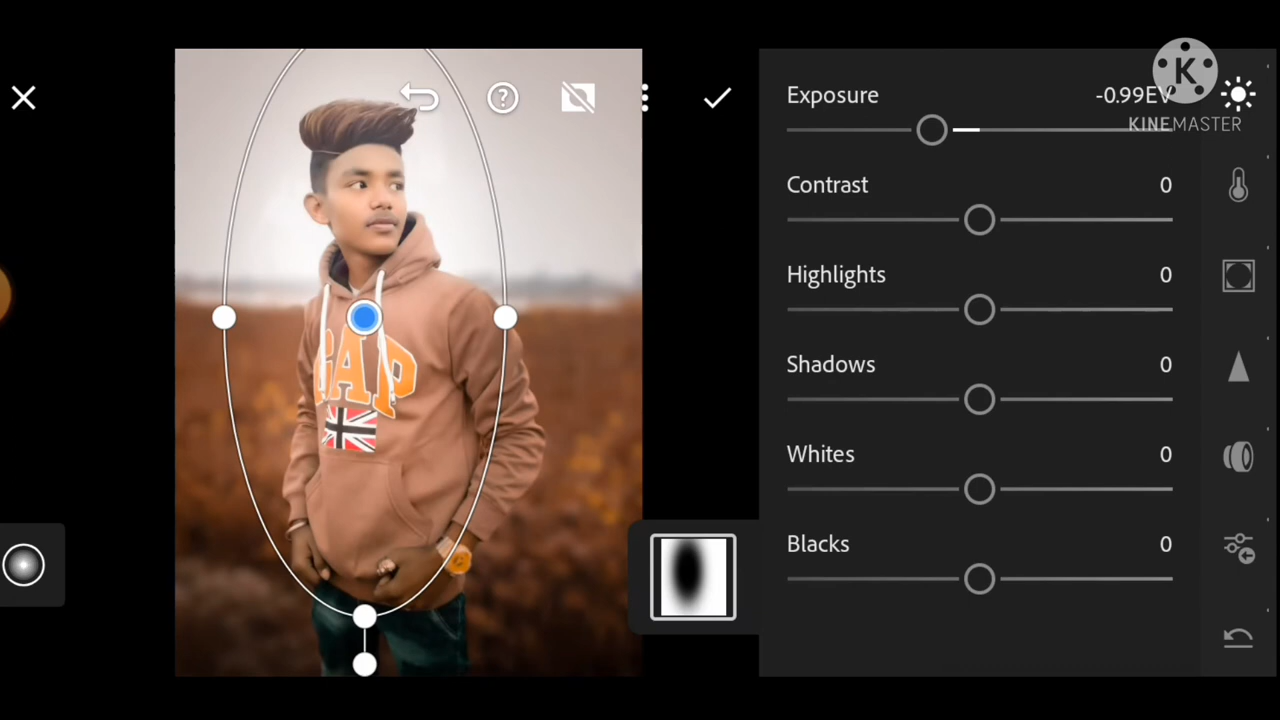 Exposure -0.99EV
K
KINEMASTER
Contrast 0
Highlights 0
Shadows 0
Whites 0
Blacks 0
GAP